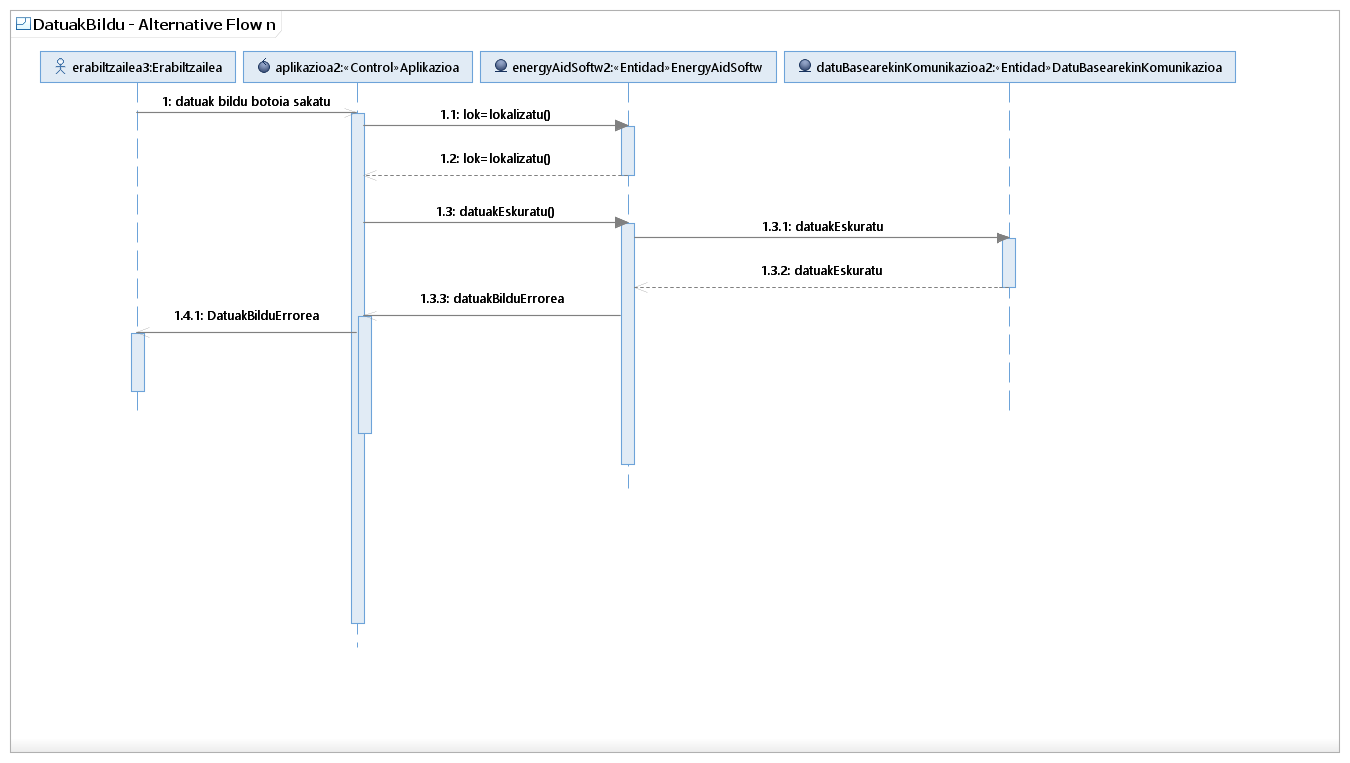 DatuakBildu - Alternative Flow n
erabiltzailea3:Erabiltzailea
aplikazioa2:«Control»Aplikazioa
energyAidSoftw2:«Entidad»EnergyAidSoftw
datuBasearekinKomunikazioa2:«Entidad»DatuBasearekinKomunikazioa
1: datuak bildu botoia sakatu
1.1: lok=lokalizatu()
1.2: lok=lokalizatu()
1.3: datuakEskuratu()
1.3.1: datuakEskuratu
1.3.2: datuakEskuratu
1.3.3: datuakBilduErrorea
1.4.1: DatuakBilduErrorea